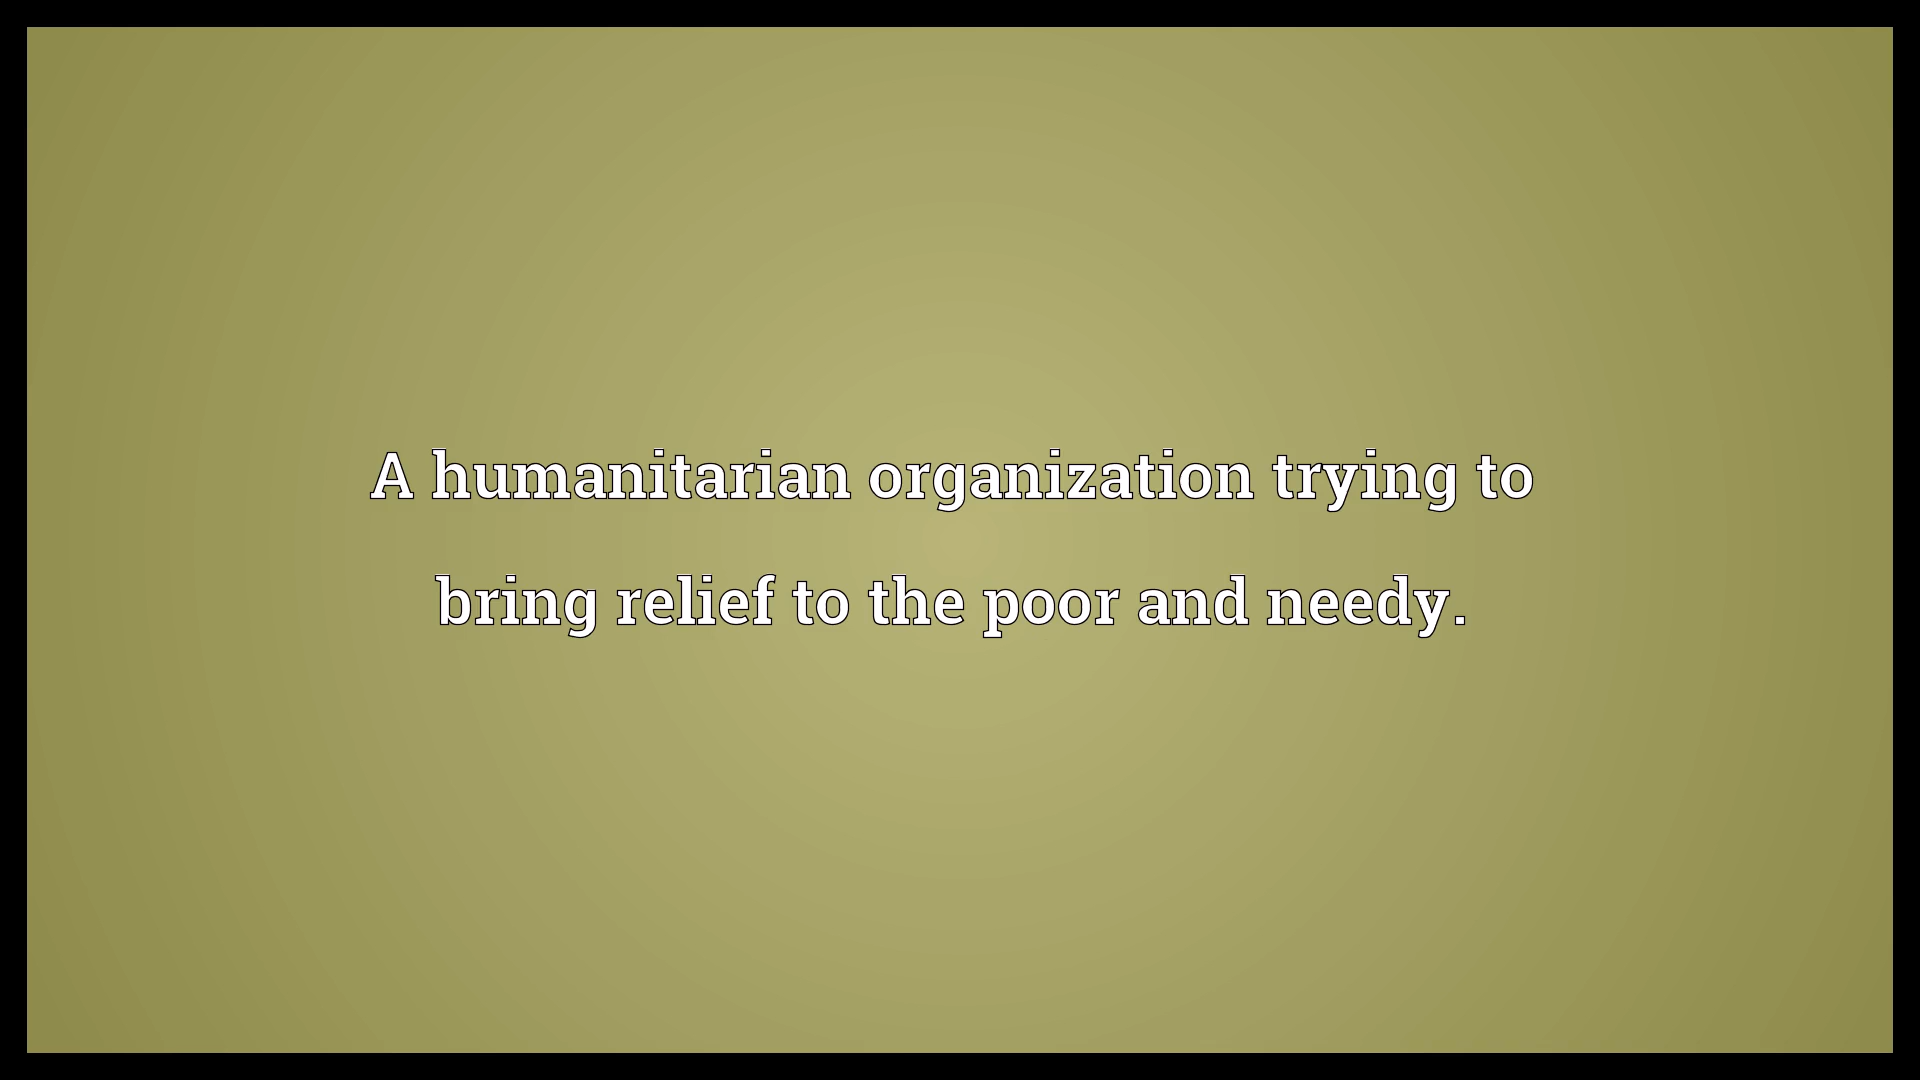 A humanitarian organization trying to
bring relief to the poor and needy.